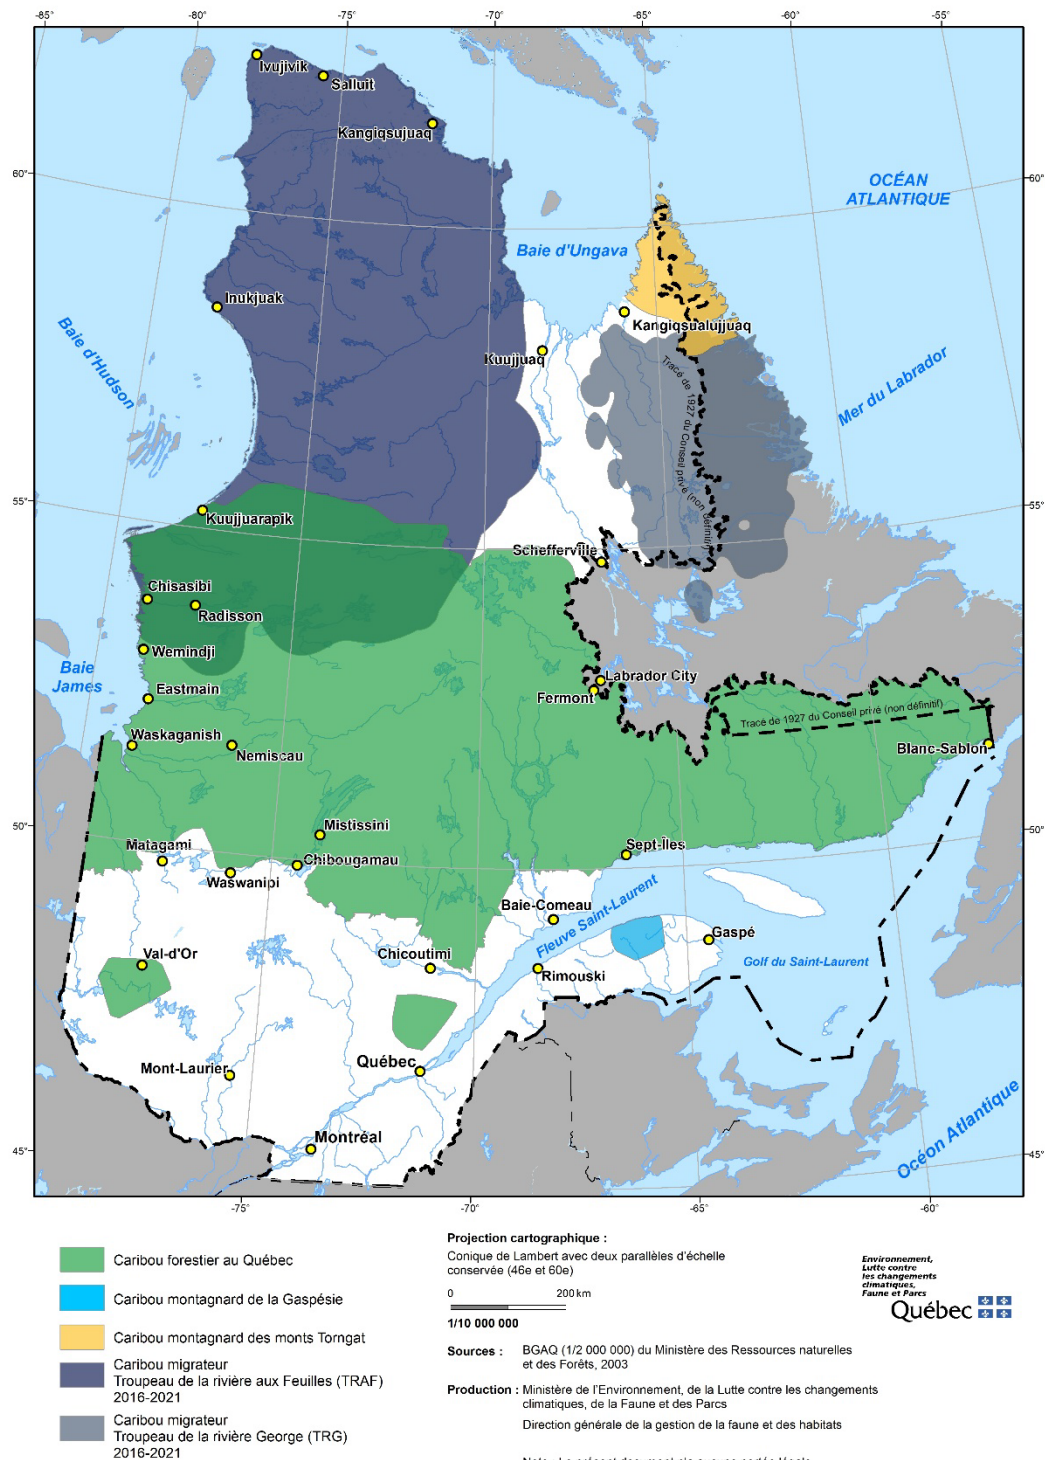 -85°
-80°
-75°
-70°
-65°
-60°
-55°
Ivujivik
Salluit
Kangiqsujuaq
60°
60°
OCÉAN
ATLANTIQUE
Baie d'Ungava
Inukjuak
Kangiqsualujjuaq
Baie d'Hudson
Kuujjuaq
Mer du Labrador
Tracé de 1927 du Conseil privé (non définitif)
55°
55°
Kuujjuarapik
Schefferville
Chisasibi
Radisson
Wemindji
Baie
James
Eastmain
Labrador City
Fermont
Tracé de 1927 du Conseil privé (non définitif)
Waskaganish
Nemiscau
Blanc-Sablon
50°
50°
Mistissini
Matagami
Chibougamau
Sept-Îles
Waswanipi
Baie-Comeau
Fleuve Saint-Laurent
Gaspé
Val-d'Or
Chicoutimi
Rimouski
Golf du Saint-Laurent
Mont-Laurier
Québec
Montréal
Océon Atlantique
45°
45°
-75°
-70°
-65°
-60°
Caribou forestier au Québec
Caribou montagnard de la Gaspésie
Caribou montagnard des monts Torngat
Caribou migrateur
Troupeau de la rivière aux Feuilles (TRAF)
2016-2021
Caribou migrateur
Troupeau de la rivière George (TRG)
2016-2021
Projection cartographique :
Conique de Lambert avec deux parallèles d'échelle
conservée (46e et 60e)
0 200 km
1/10 000 000
Sources : BGAQ (1/2 000 000) du Ministère des Ressources naturelles
et des Forêts, 2003
Production : Ministère de l'Environnement, de la Lutte contre les changements
climatiques, de la Faune et des Parcs
Direction générale de la gestion de la faune et des habitats
Environnement,
Lutte contre
les changements
climatiques,
Faune et Parcs
Québec